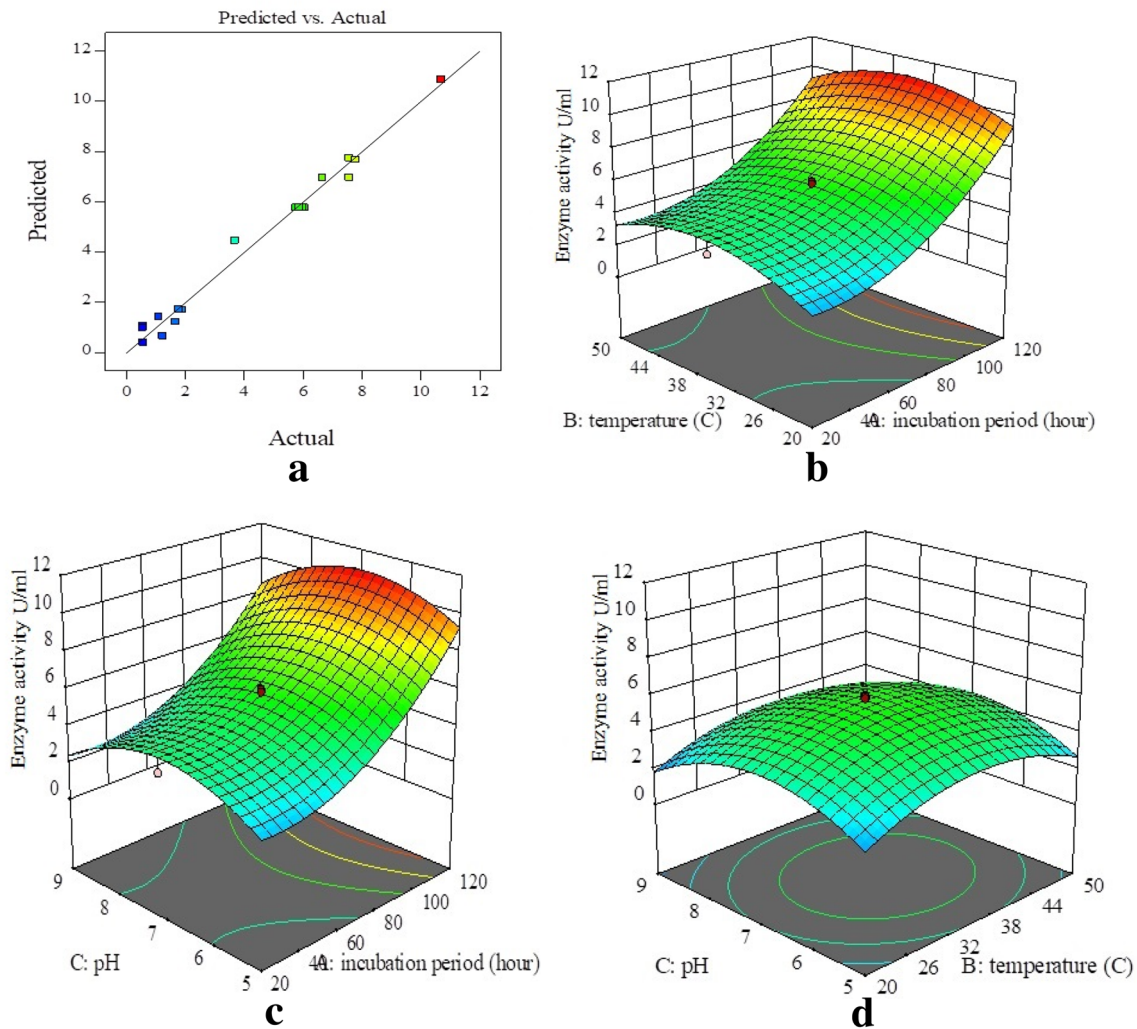 Predicted vs. Actual
Predicted
12
10
8
6
4
2
0
0 2 4 6 8 10 12
Actual
a
Enzyme activity U/ml
12
10
8
6
4
2
0
50 44 38 32 26 20
20 40 60 80 100 120
B: temperature (C)
A: incubation period (hour)
b
Enzyme activity U/ml
12
10
8
6
4
2
0
9 8 7 6 5
20 40 60 80 100 120
C: pH
A: incubation period (hour)
c
Enzyme activity U/ml
12
10
8
6
4
2
0
9 8 7 6 5
20 26 32 38 44 50
C: pH
B: temperature (C)
d